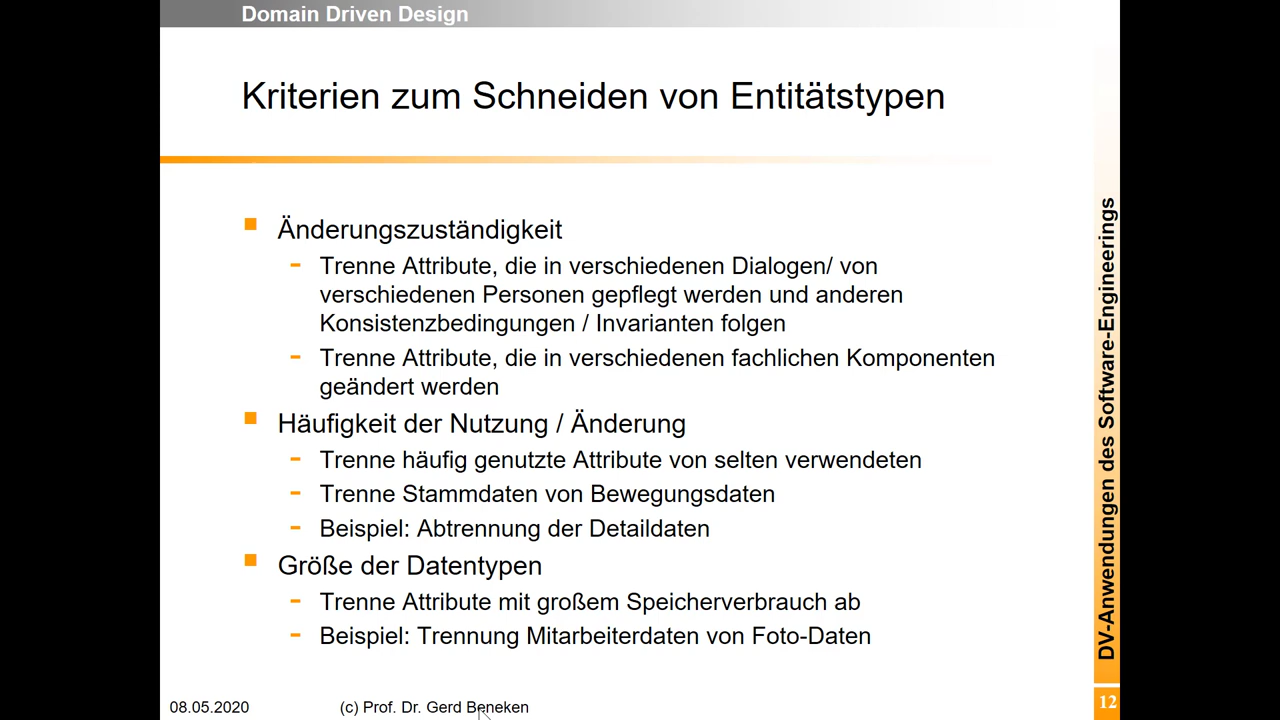 Domain Driven Design
Kriterien zum Schneiden von Entitätstypen
Änderungszuständigkeit
Trenne Attribute, die in verschiedenen Dialogen/ von
verschiedenen Personen gepflegt werden und anderen
Konsistenzbedingungen / Invarianten folgen
Trenne Attribute, die in verschiedenen fachlichen Komponenten
geändert werden
Häufigkeit der Nutzung / Änderung
Trenne häufig genutzte Attribute von selten verwendeten
Trenne Stammdaten von Bewegungsdaten
Beispiel: Abtrennung der Detaildaten
Größe der Datentypen
Trenne Attribute mit großem Speicherverbrauch ab
Beispiel: Trennung Mitarbeiterdaten von Foto-Daten
DV-Anwendungen des Software-Engineerings
08.05.2020
(c) Prof. Dr. Gerd Beneken
12